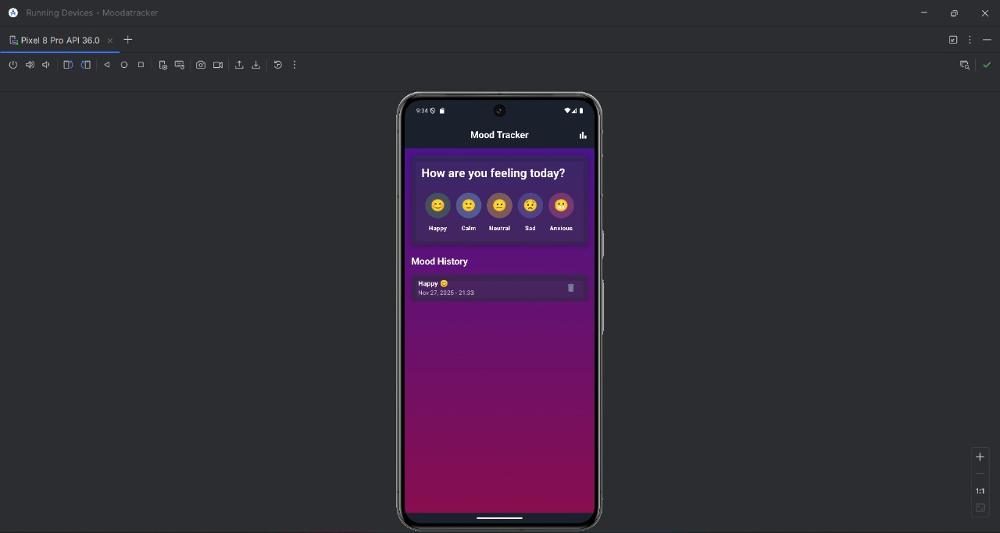 Running Devices - Moodatracker
Pixel 8 Pro API 36.0
9:34
Mood Tracker
How are you feeling today?
Happy Calm Neutral Sad Anxious
Mood History
Happy 😊
Nov 27, 2025 - 21:33
1:1